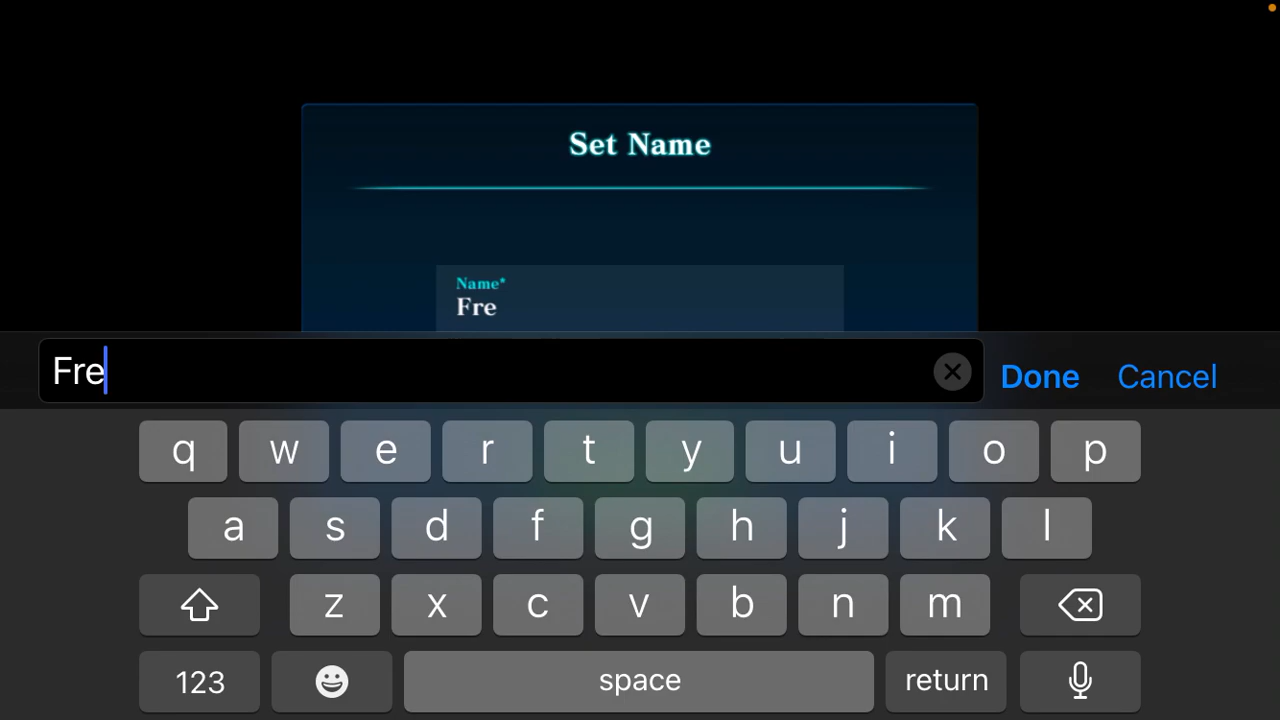 Set Name
Name*
Fre
Fre
Done
Cancel
q w e r t y u i o p
a s d f g h j k l
z x c v b n m
123
space
return